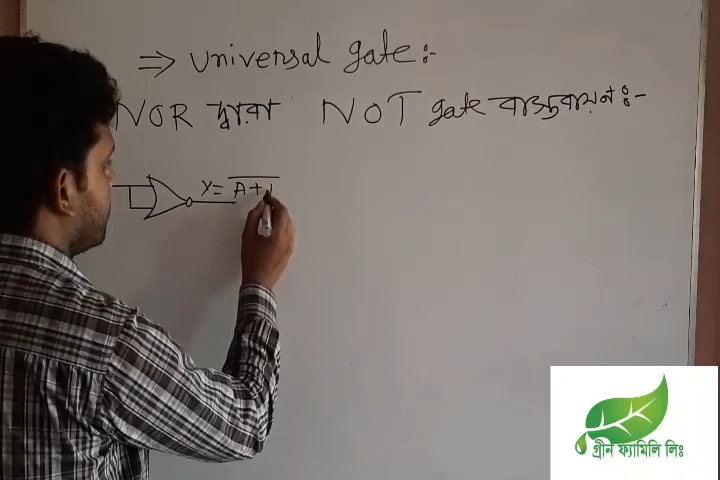 ⇒ Universal gate :-
NOR দ্বারা NOT gate বাস্তবায়ন :-
Y = A +
গ্রীন ফ্যামিলি লিঃ